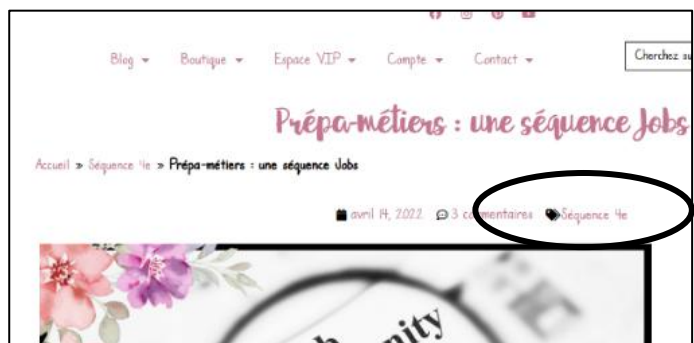 Blog Boutique Espace VIP Compte Contact Cherchez su
Prépa-métiers : une séquence Jobs
Accueil » Séquence 4e » Prépa-métiers : une séquence Jobs
avril 14, 2022 3 commentaires Séquence 4e